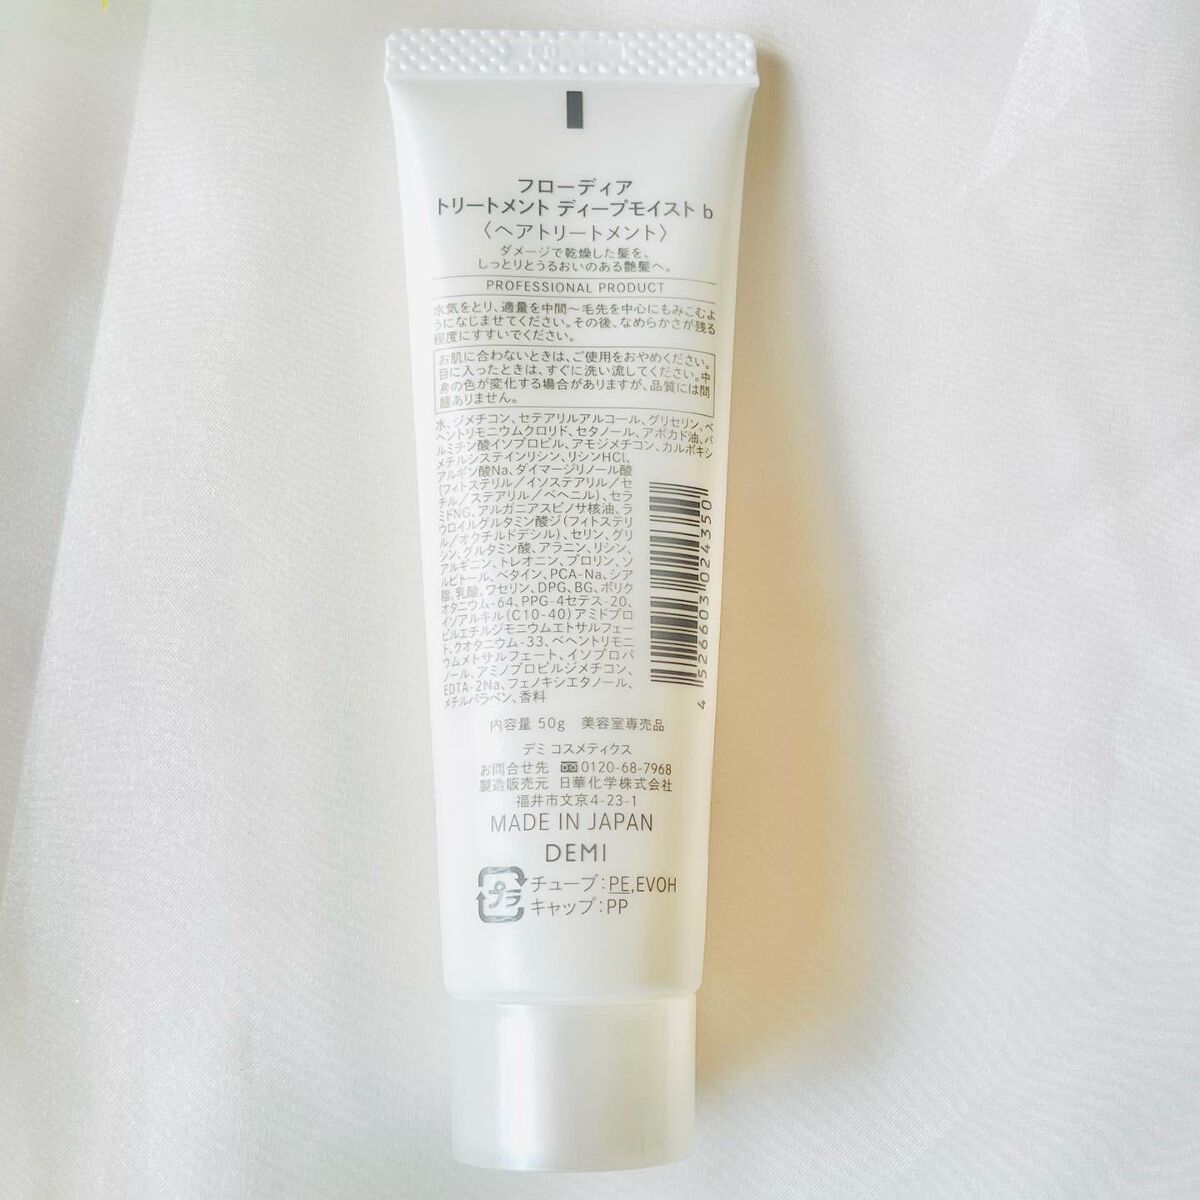 フローディア
トリートメント ディープモイスト b
〈ヘアトリートメント〉
ダメージで乾燥した髪を、
しっとりとうるおいのある艶髪へ。
PROFESSIONAL PRODUCT
水気をとり、適量を中間～毛先を中心にもみこむよ
うになじませてください。その後、なめらかさが残る
程度にすすいでください。
お肌に合わないときは、ご使用をおやめください。
目に入ったときは、すぐに洗い流してください。中
身の色が変化する場合がありますが、品質には問
題ありません。
水、ジメチコン、セテアリルアルコール、グリセリン、ベ
ヘントリモニウムクロリド、セタノール、アボカド油、パ
ルミチン酸イソプロピル、アモジメチコン、カルボキシ
メチルシステインリシン、リシンHCl、
アルギン酸Na、ダイマージリノール酸
(フィトステリル/イソステアリル/セ
チル/ステアリル/ベヘニル)、セラ
ミドNG、アルガニアスピノサ核油、ラ
ウロイルグルタミン酸ジ(フィトステリ
ル/オクチルドデシル)、セリン、グリ
シン、グルタミン酸、アラニン、リシン、
アルギニン、トレオニン、プロリン、ソ
ルビトール、ベタイン、PCA-Na、シア
脂、乳酸、ワセリン、DPG、BG、ポリク
オタニウム-64、PPG-4セテス-20、
イソアルキル(C10-40)アミドプロ
ピルエチルジモニウムエトサルフェー
ト、クオタニウム-33、ベヘントリモニ
ウムメトサルフェート、イソプロパ
ノール、アミノプロピルジメチコン、
EDTA-2Na、フェノキシエタノール、
メチルパラベン、香料
4 526603 024350
内容量 50g 美容室専売品
デミ コスメティクス
お問合せ先 0120-68-7968
製造販売元 日華化学株式会社
福井市文京4-23-1
MADE IN JAPAN
DEMI
プラ
チューブ:PE,EVOH
キャップ:PP